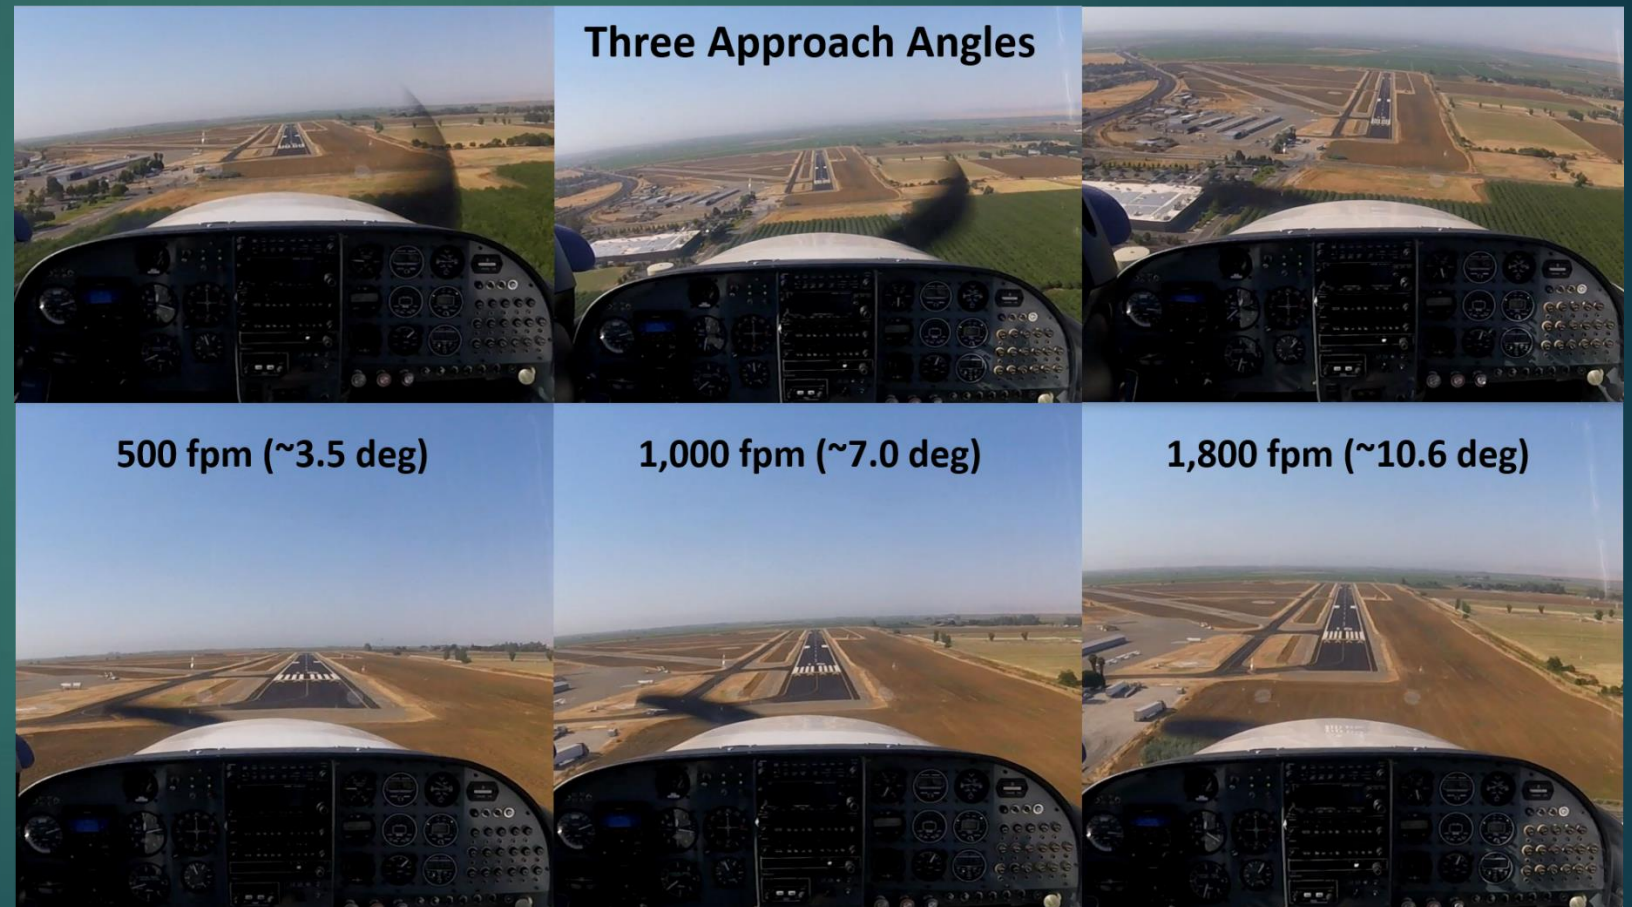 Three Approach Angles
500 fpm (~3.5 deg)
1,000 fpm (~7.0 deg)
1,800 fpm (~10.6 deg)